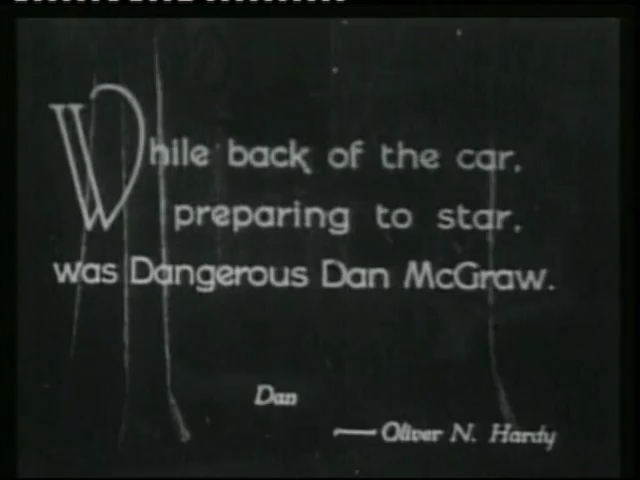 While back of the car,
preparing to star,
was Dangerous Dan McGraw.
Dan
—Oliver N. Hardy